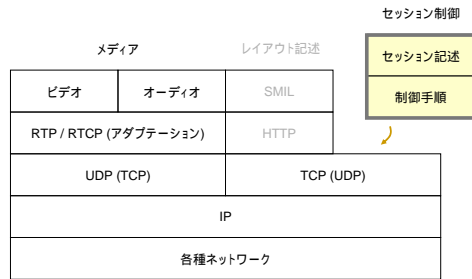 セッション制御
メディア
レイアウト記述
セッション記述
ビデオ
オーディオ
SMIL
制御手順
RTP / RTCP (アダプテーション)
HTTP
UDP (TCP)
TCP (UDP)
IP
各種ネットワーク